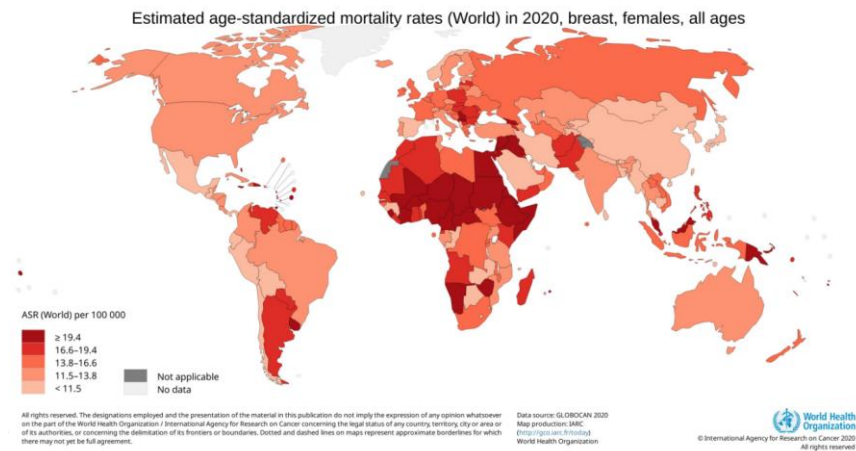 Estimated age-standardized mortality rates (World) in 2020, breast, females, all ages
ASR (World) per 100 000
≥ 19.4
16.6–19.4
13.8–16.6
11.5–13.8
< 11.5
Not applicable
No data
All rights reserved. The designations employed and the presentation of the material in this publication do not imply the expression of any opinion whatsoever
on the part of the World Health Organization / International Agency for Research on Cancer concerning the legal status of any country, territory, city or area or
of its authorities, or concerning the delimitation of its frontiers or boundaries. Dotted and dashed lines on maps represent approximate borderlines for which
there may not yet be full agreement.
Data source: GLOBOCAN 2020
Map production: IARC
(http://gco.iarc.fr/today)
World Health Organization
World Health
Organization
© International Agency for Research on Cancer 2020
All rights reserved